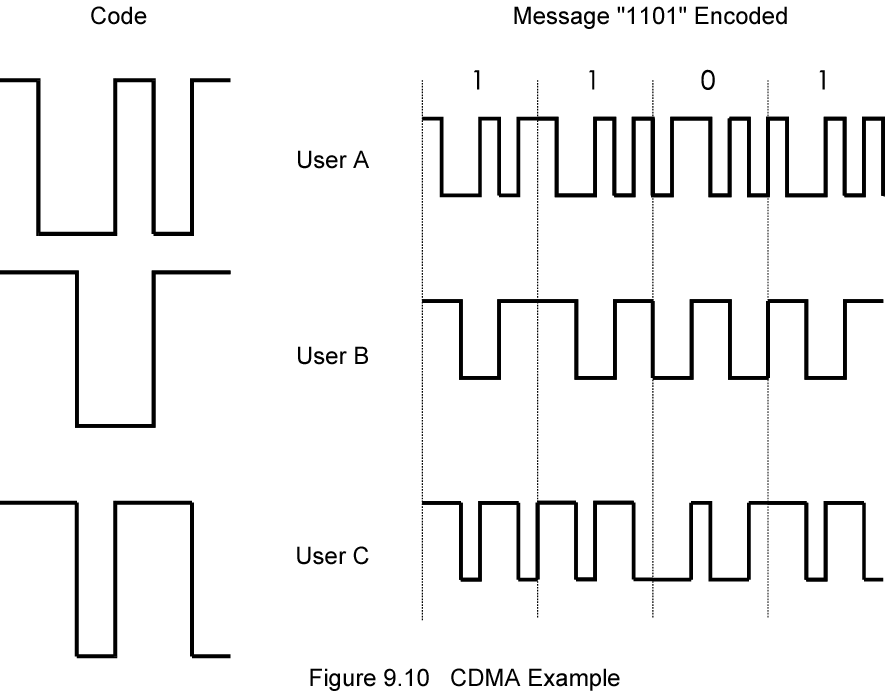 Code Message "1101" Encoded
1 1 0 1
User A
User B
User C
Figure 9.10 CDMA Example